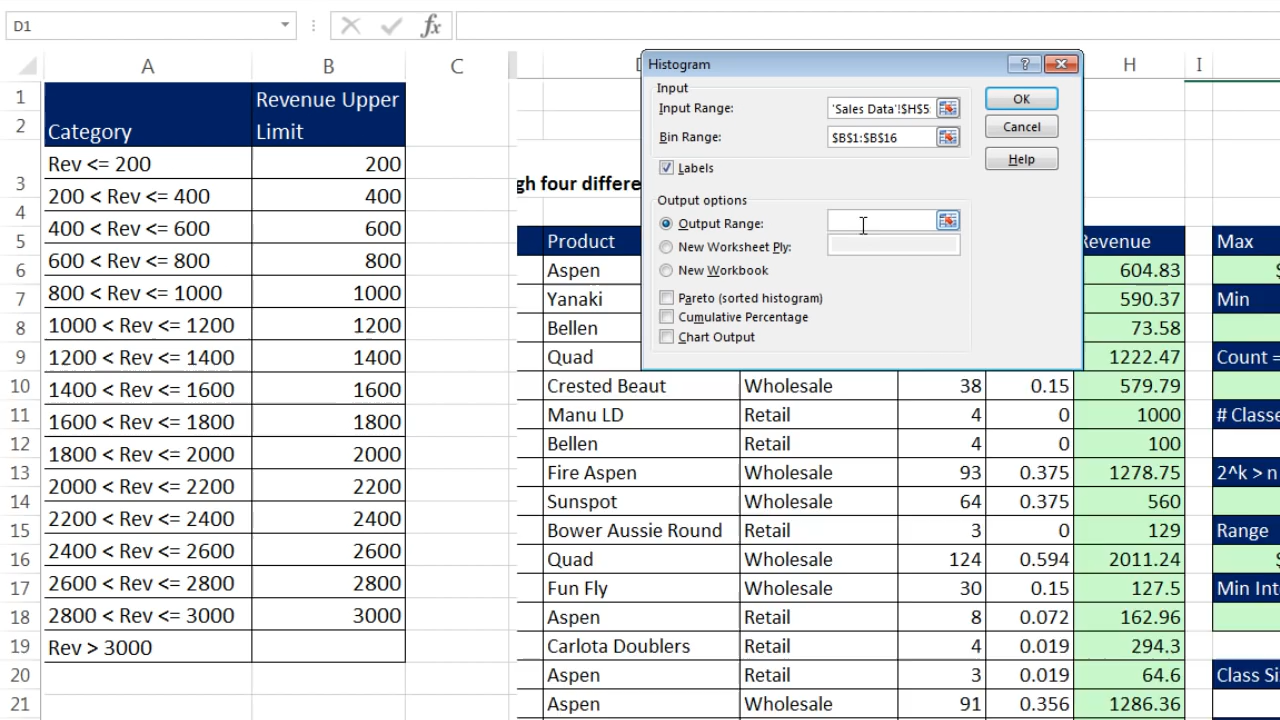 D1
fx
A B C H I
1 Revenue Upper
2 Category Limit
Rev <= 200 200
200 < Rev <= 400 400
400 < Rev <= 600 600
600 < Rev <= 800 800
800 < Rev <= 1000 1000
1000 < Rev <= 1200 1200
1200 < Rev <= 1400 1400
1400 < Rev <= 1600 1600
1600 < Rev <= 1800 1800
1800 < Rev <= 2000 2000
2000 < Rev <= 2200 2200
2200 < Rev <= 2400 2400
2400 < Rev <= 2600 2600
2600 < Rev <= 2800 2800
2800 < Rev <= 3000 3000
Rev > 3000
3
4
5
6
7
8
9
10
11
12
13
14
15
16
17
18
19
20
21
gh four differe
Product Revenue Max
Aspen 604.83 $
Yanaki 590.37 Min
Bellen 73.58
Quad 1222.47 Count =
Crested Beaut Wholesale 38 0.15 579.79
Manu LD Retail 4 0 1000 # Classe
Bellen Retail 4 0 100
Fire Aspen Wholesale 93 0.375 1278.75 2^k > n
Sunspot Wholesale 64 0.375 560
Bower Aussie Round Retail 3 0 129 Range
Quad Wholesale 124 0.594 2011.24 $
Fun Fly Wholesale 30 0.15 127.5 Min Int
Aspen Retail 8 0.072 162.96
Carlota Doublers Retail 4 0.019 294.3
Aspen Retail 3 0.019 64.6 Class Si
Aspen Wholesale 91 0.356 1286.36
Histogram ?
Input
Input Range: 'Sales Data'!$H$5 OK
Bin Range: $B$1:$B$16 Cancel
Labels Help
Output options
Output Range:
New Worksheet Ply:
New Workbook
Pareto (sorted histogram)
Cumulative Percentage
Chart Output